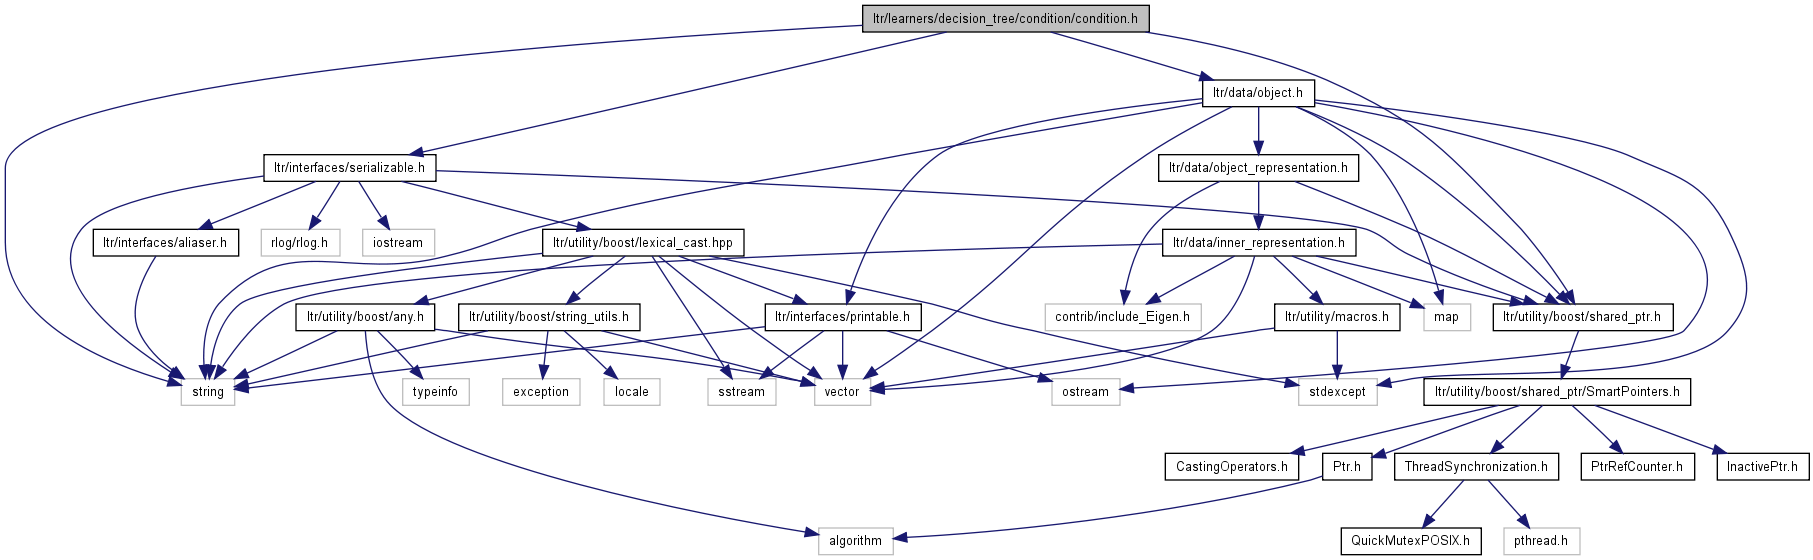 ltr/learners/decision_tree/condition/condition.h
ltr/data/object.h
ltr/interfaces/serializable.h
ltr/data/object_representation.h
ltr/interfaces/aliaser.h
rlog/rlog.h
iostream
ltr/utility/boost/lexical_cast.hpp
ltr/data/inner_representation.h
ltr/utility/boost/any.h
ltr/utility/boost/string_utils.h
ltr/interfaces/printable.h
contrib/include_Eigen.h
ltr/utility/macros.h
map
ltr/utility/boost/shared_ptr.h
string
typeinfo
exception
locale
sstream
vector
ostream
stdexcept
ltr/utility/boost/shared_ptr/SmartPointers.h
CastingOperators.h
Ptr.h
ThreadSynchronization.h
PtrRefCounter.h
InactivePtr.h
algorithm
QuickMutexPOSIX.h
pthread.h